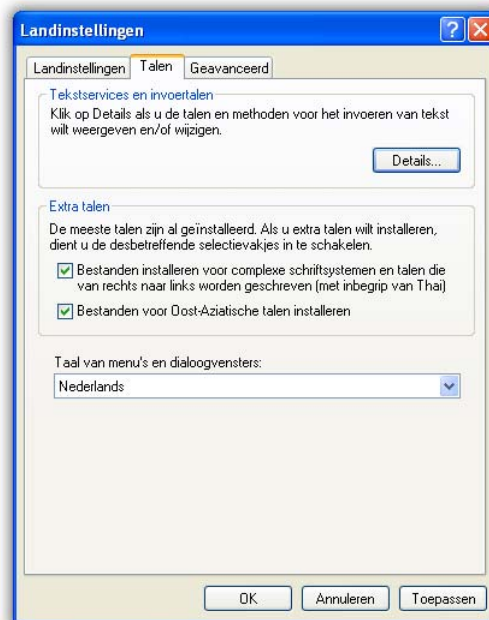 Landinstellingen
Landinstellingen Talen Geavanceerd
Tekstservices en invoertalen
Klik op Details als u de talen en methoden voor het invoeren van tekst
wilt weergeven en/of wijzigen.
Details...
Extra talen
De meeste talen zijn al geïnstalleerd. Als u extra talen wilt installeren,
dient u de desbetreffende selectievakjes in te schakelen.
Bestanden installeren voor complexe schriftsystemen en talen die
van rechts naar links worden geschreven (met inbegrip van Thai)
Bestanden voor Oost-Aziatische talen installeren
Taal van menu's en dialoogvensters:
Nederlands
OK Annuleren Toepassen